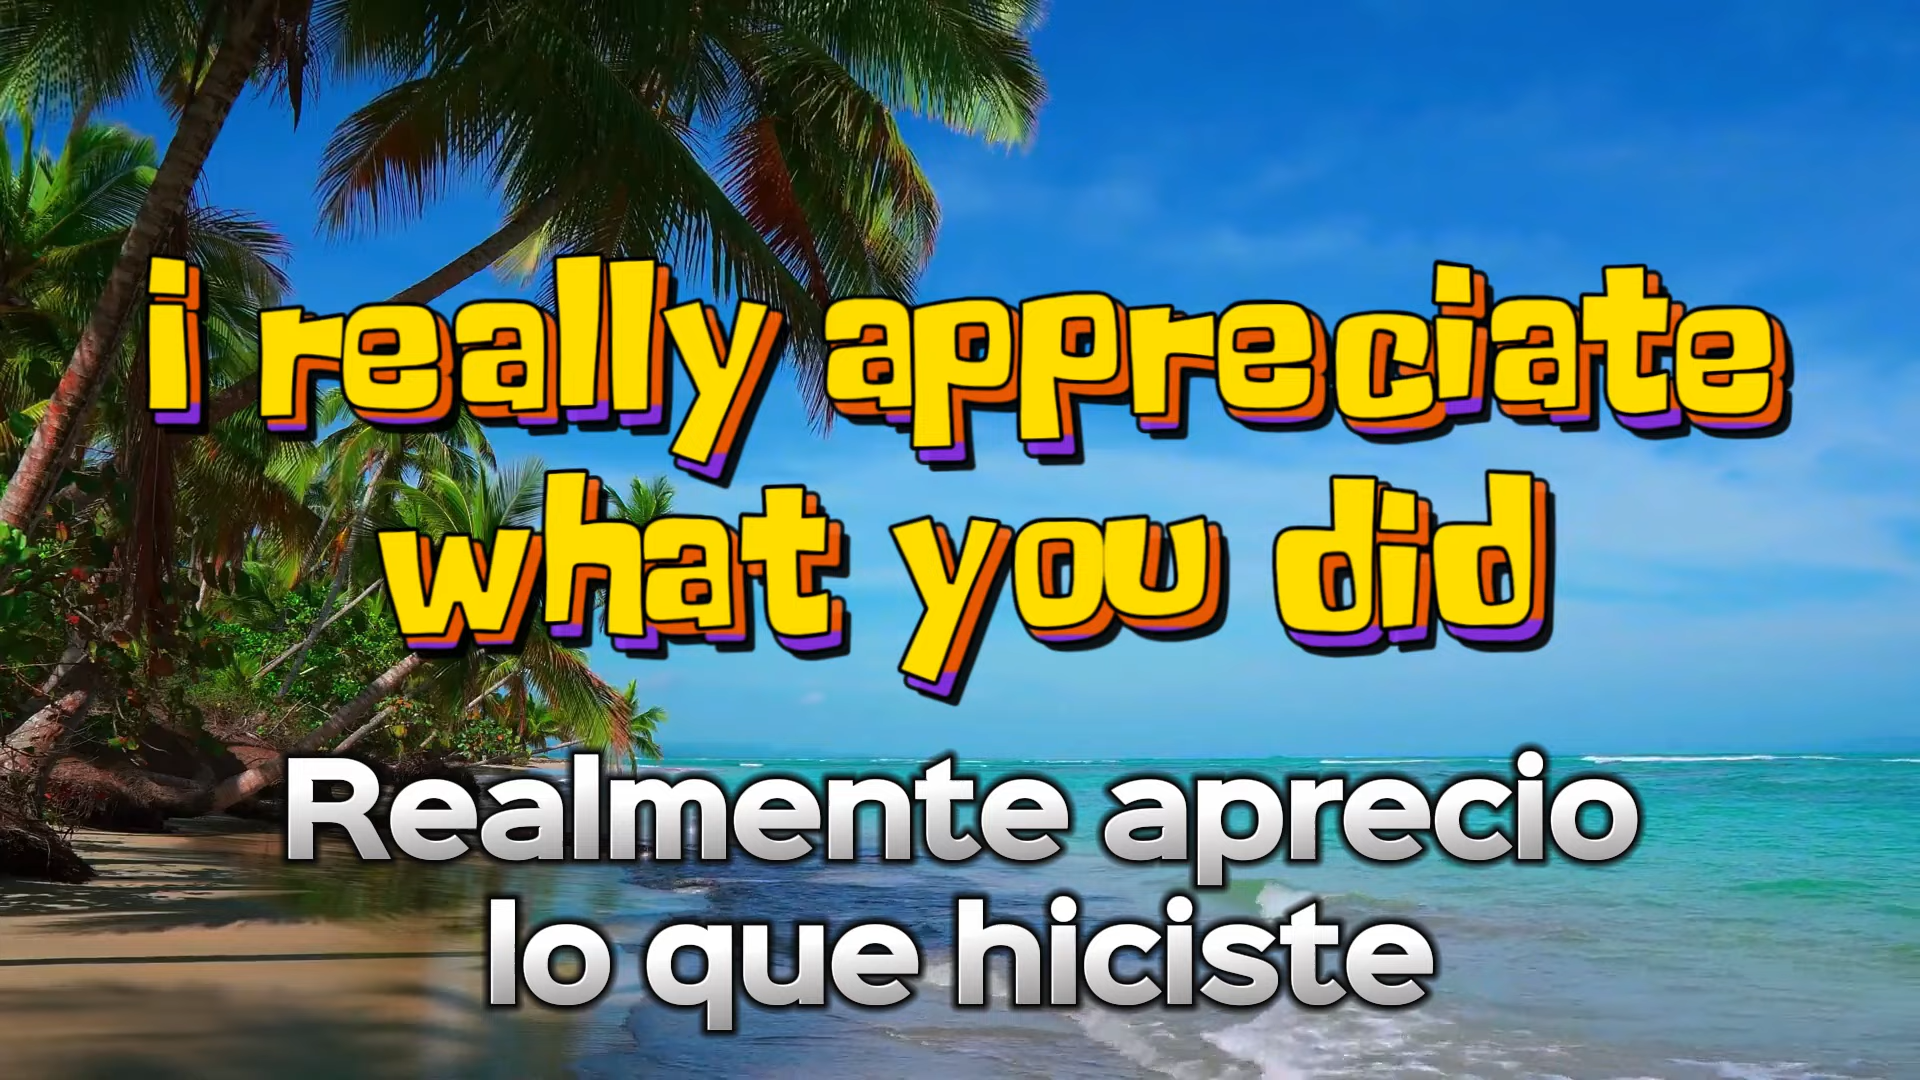 i really appreciate
what you did
Realmente aprecio
lo que hiciste